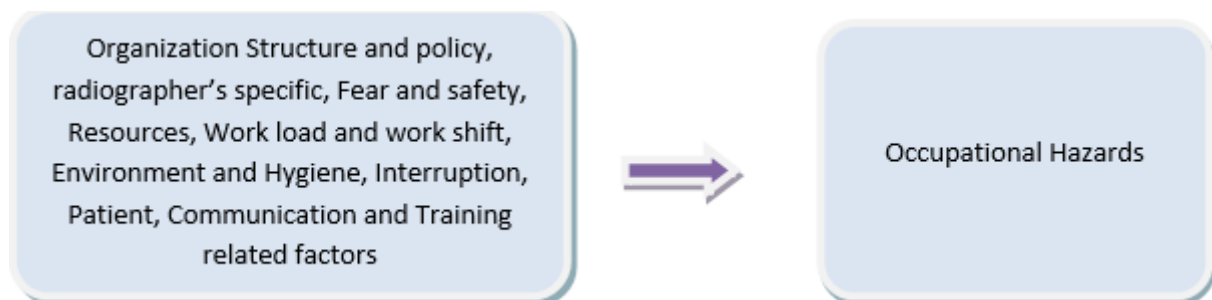 Organization Structure and policy,
radiographer's specific, Fear and safety,
Resources, Work load and work shift,
Environment and Hygiene, Interruption,
Patient, Communication and Training
related factors
Occupational Hazards